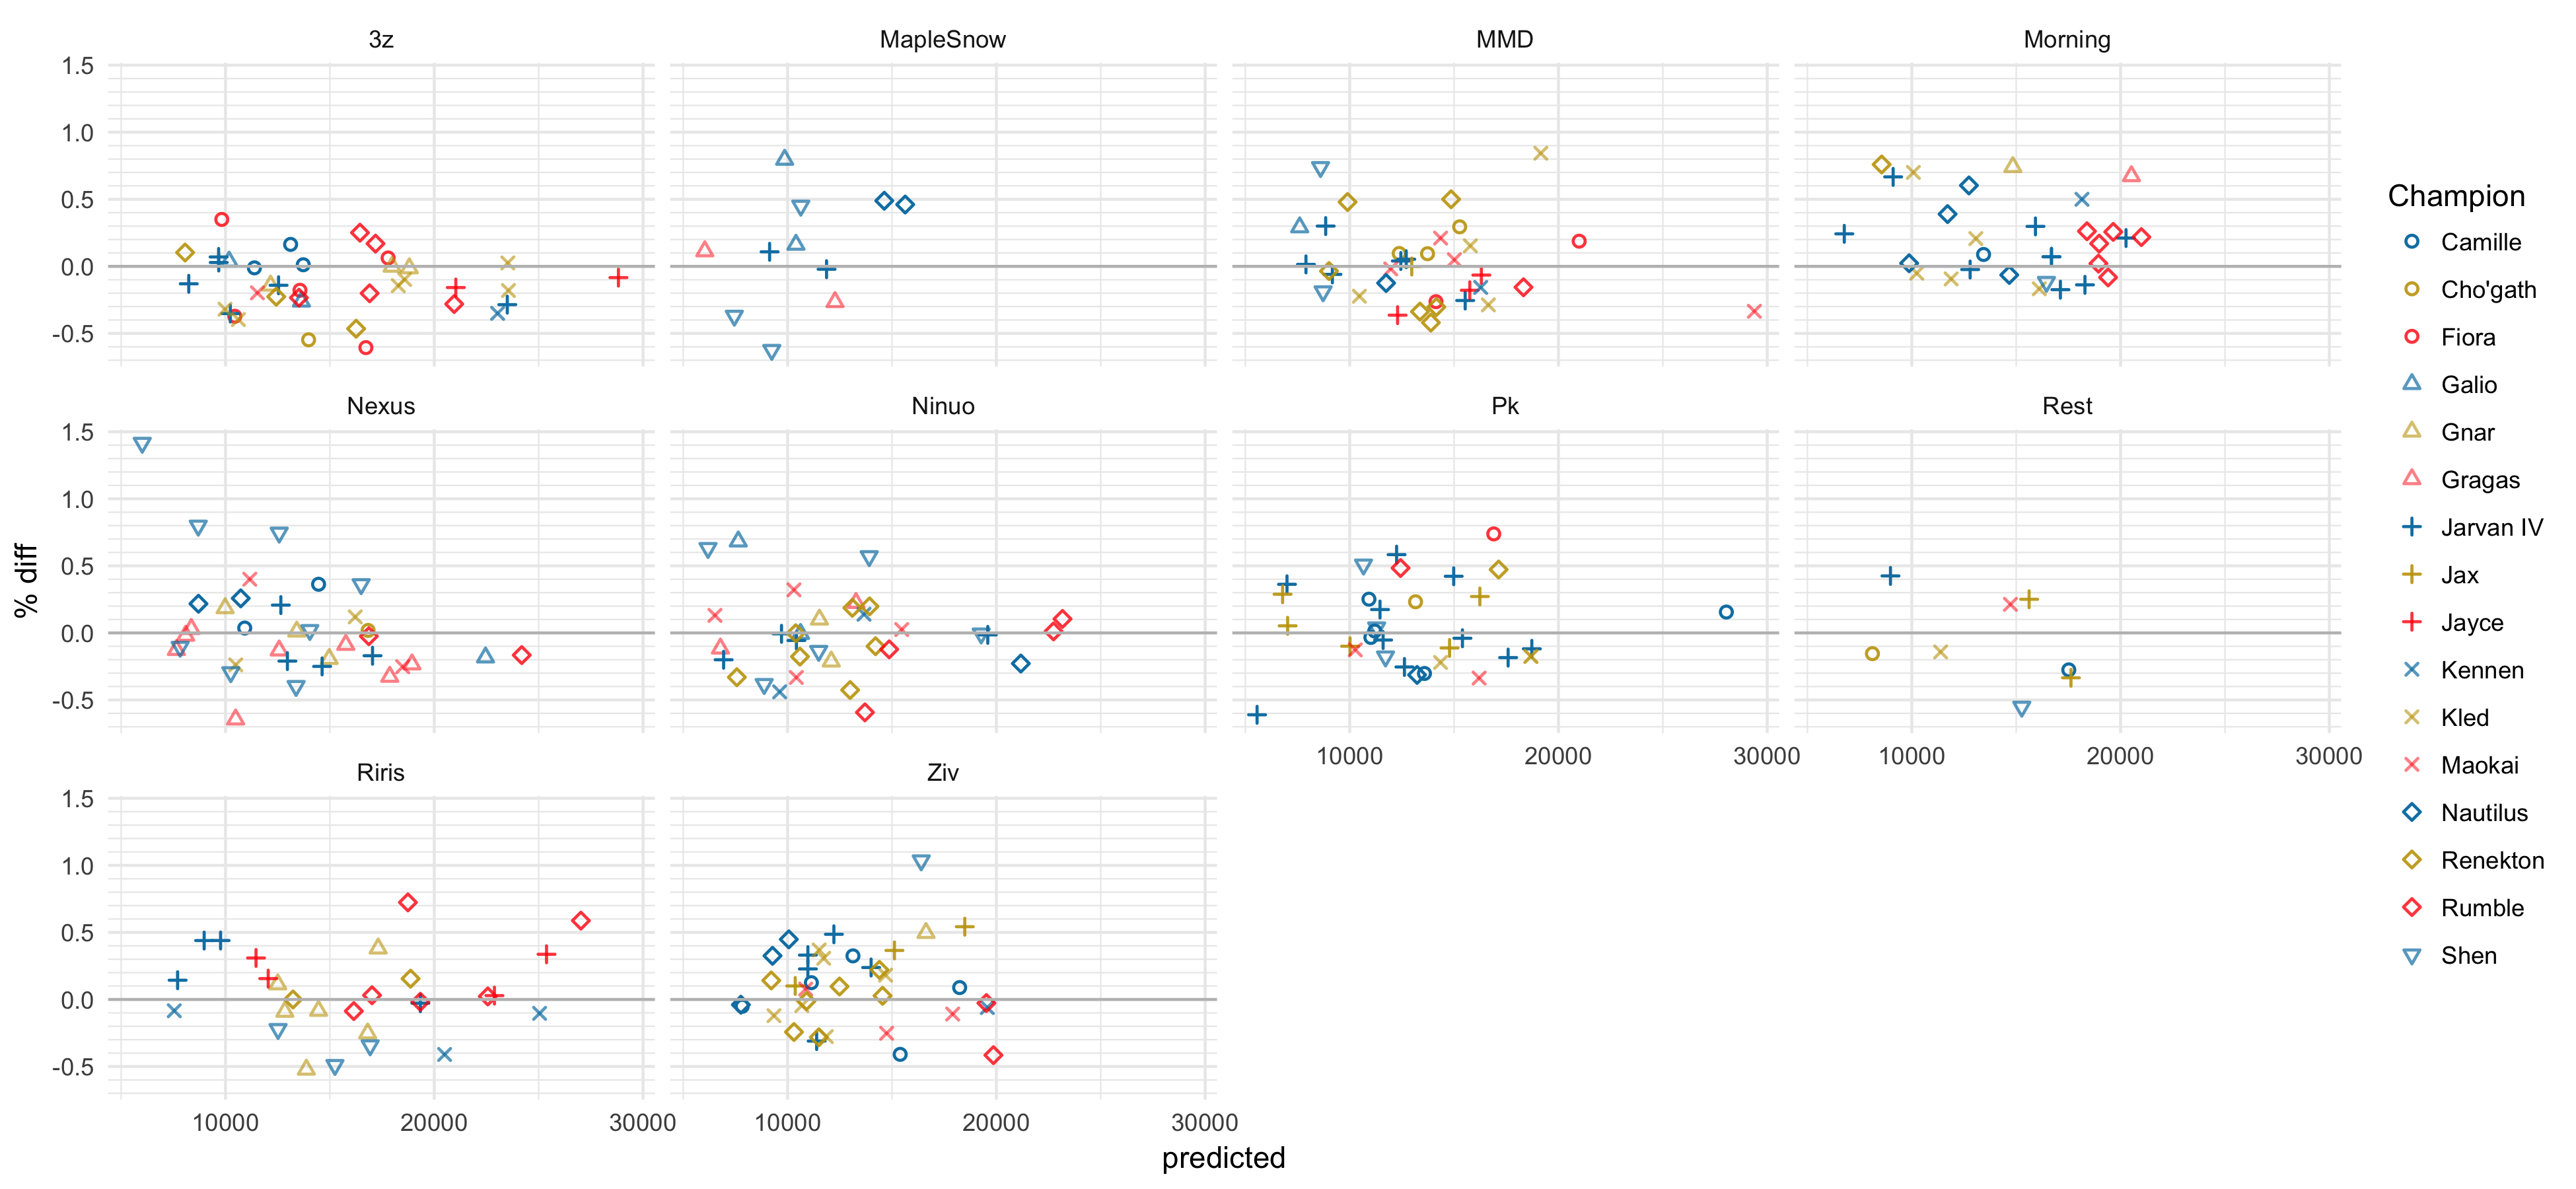 3z
MapleSnow
MMD
Morning
1.5
1.0
0.5
0.0
-0.5
Nexus
Ninuo
Pk
Rest
1.5
1.0
0.5
0.0
-0.5
10000 20000 30000
10000 20000 30000
Riris
Ziv
1.5
1.0
0.5
0.0
-0.5
10000 20000 30000
10000 20000 30000
predicted
% diff
Champion
Camille
Cho'gath
Fiora
Galio
Gnar
Gragas
Jarvan IV
Jax
Jayce
Kennen
Kled
Maokai
Nautilus
Renekton
Rumble
Shen